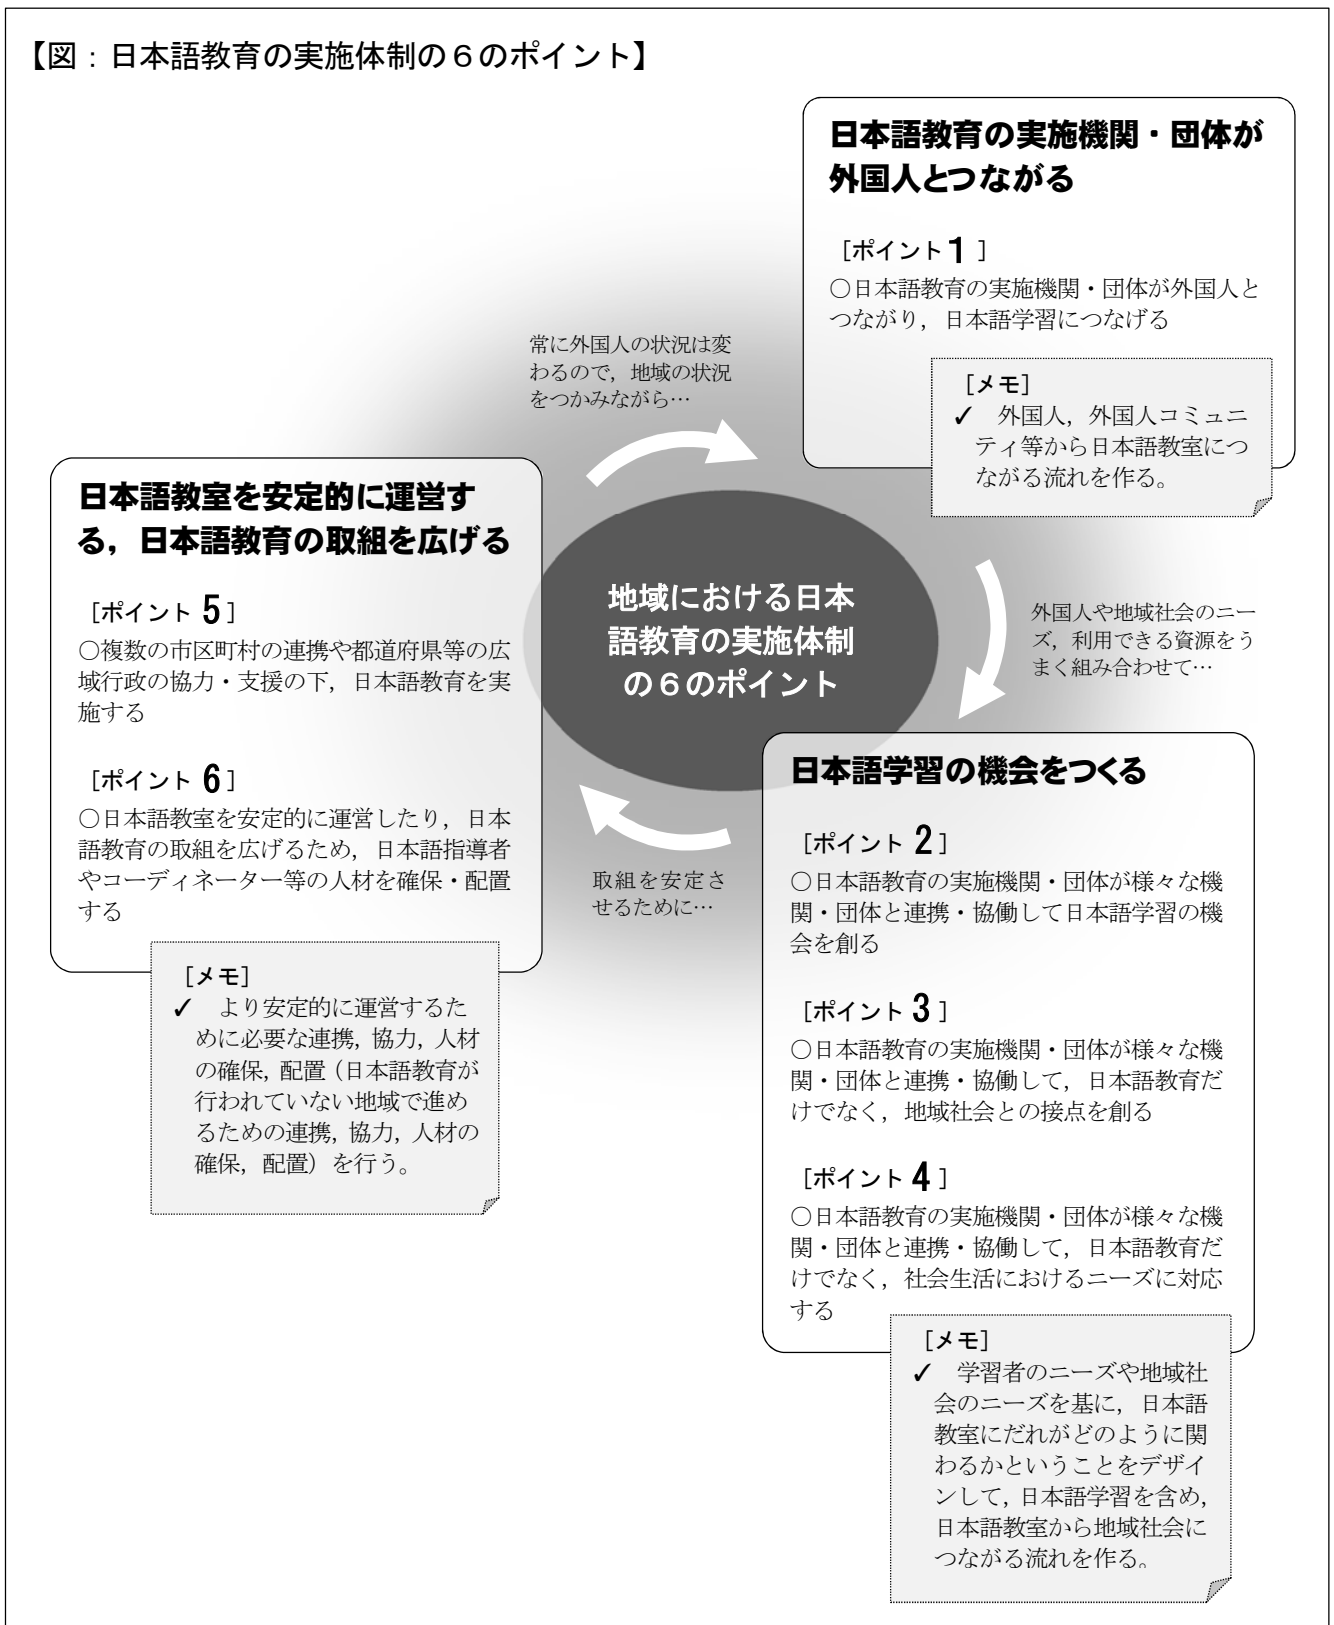 【図：日本語教育の実施体制の６のポイント】
日本語教育の実施機関・団体が
外国人とつながる
［ポイント１］
○日本語教育の実施機関・団体が外国人と
つながり，日本語学習につなげる
［メモ］
✓ 外国人，外国人コミュニ
ティ等から日本語教室につ
ながる流れを作る。
常に外国人の状況は変
わるので，地域の状況
をつかみながら…
地域における日本
語教育の実施体制
の６のポイント
外国人や地域社会のニー
ズ，利用できる資源をう
まく組み合わせて…
日本語学習の機会をつくる
［ポイント２］
○日本語教育の実施機関・団体が様々な機
関・団体と連携・協働して日本語学習の機
会を創る
［ポイント３］
○日本語教育の実施機関・団体が様々な機
関・団体と連携・協働して，日本語教育だ
けでなく，地域社会との接点を創る
［ポイント４］
○日本語教育の実施機関・団体が様々な機
関・団体と連携・協働して，日本語教育だ
けでなく，社会生活におけるニーズに対応
する
［メモ］
✓ 学習者のニーズや地域社
会のニーズを基に，日本語
教室にだれがどのように関
わるかということをデザイ
ンして，日本語学習を含め，
日本語教室から地域社会に
つながる流れを作る。
取組を安定さ
せるために…
日本語教室を安定的に運営す
る，日本語教育の取組を広げる
［ポイント５］
○複数の市区町村の連携や都道府県等の広
域行政の協力・支援の下，日本語教育を実
施する
［ポイント６］
○日本語教室を安定的に運営したり，日本
語教育の取組を広げるため，日本語指導者
やコーディネーター等の人材を確保・配置
する
［メモ］
✓ より安定的に運営するた
めに必要な連携，協力，人材
の確保，配置（日本語教育が
行われていない地域で進め
るための連携，協力，人材の
確保，配置）を行う。